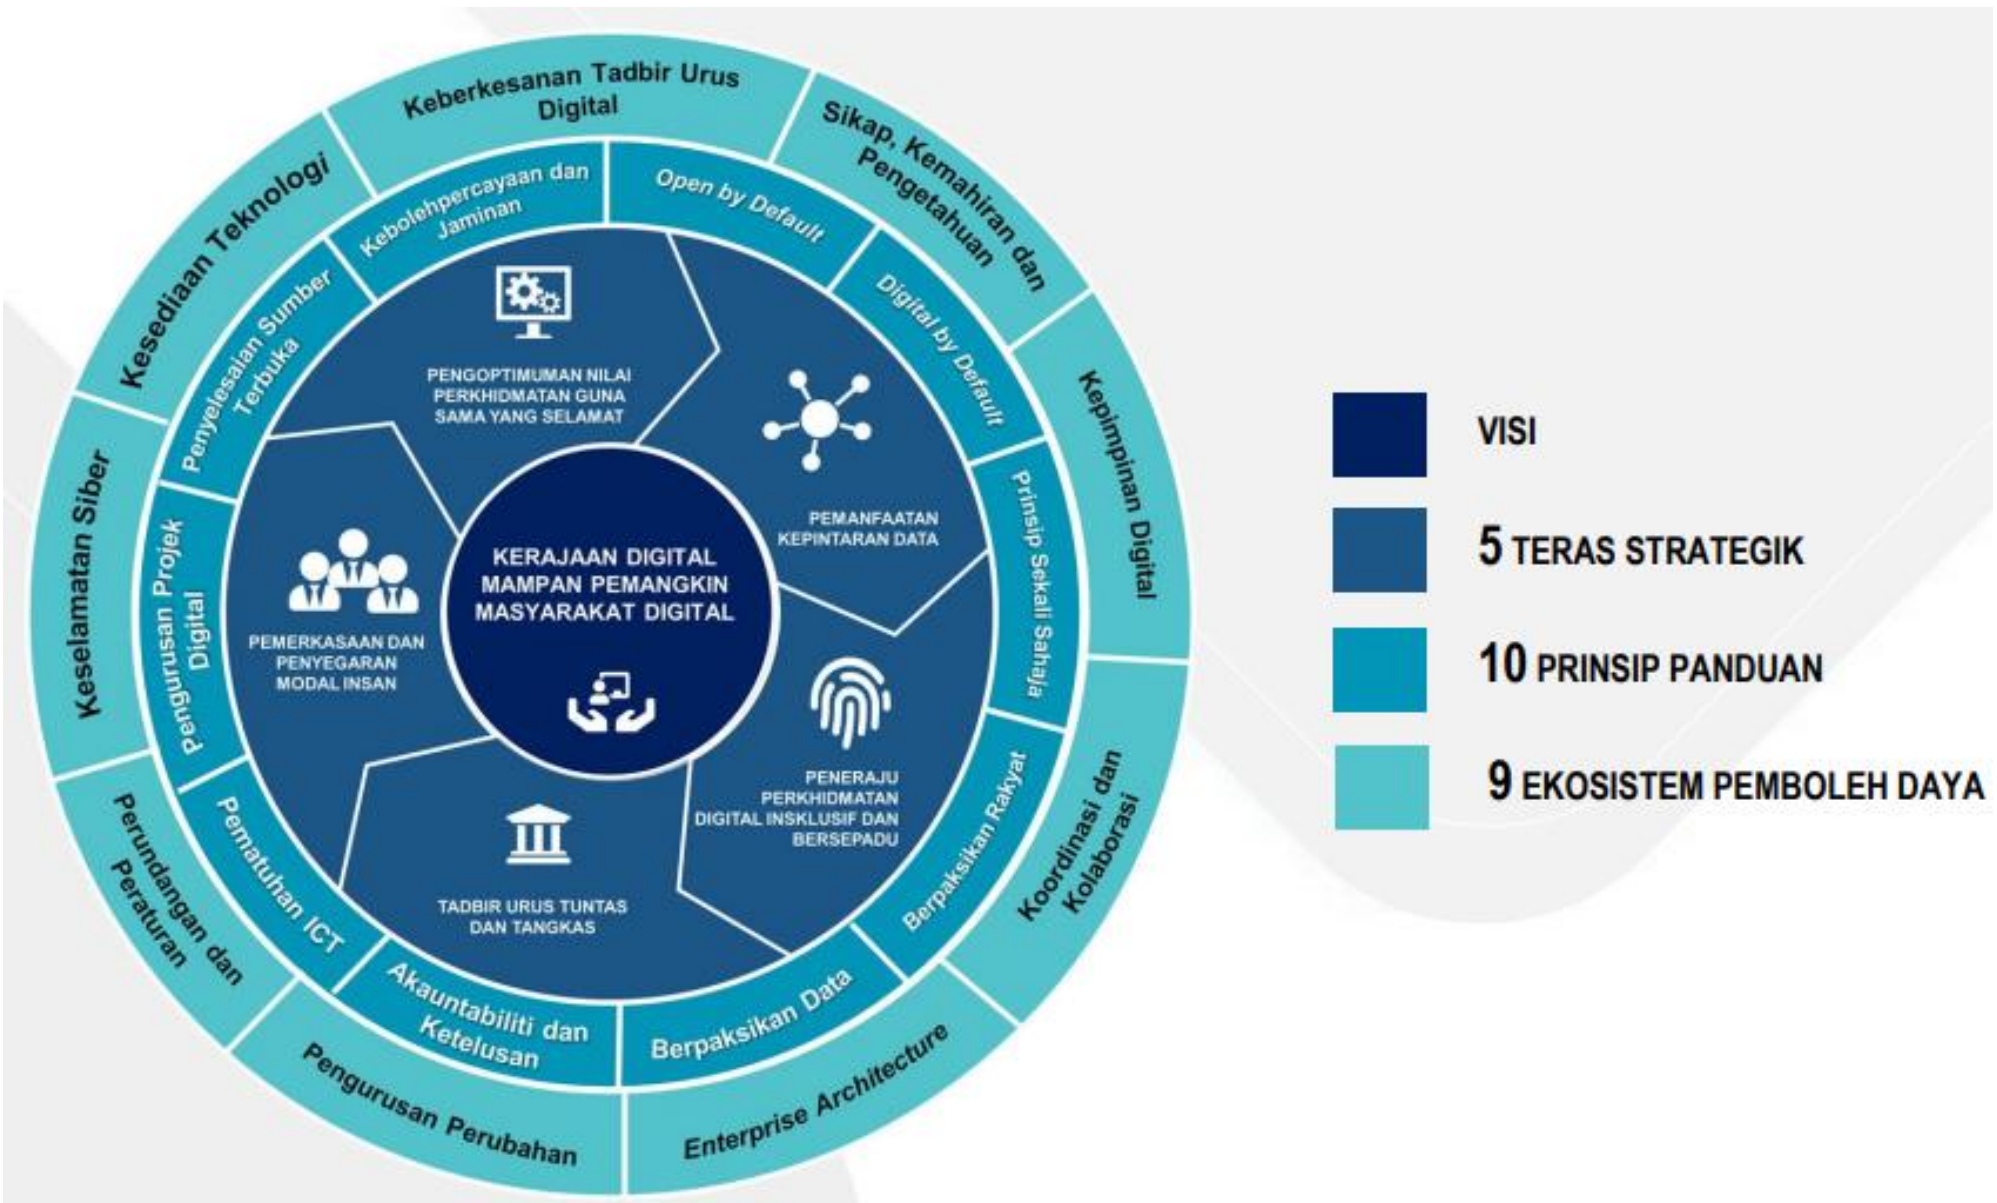 Keberkesanan Tadbir Urus
Digital
Sikap, Kemahiran dan
Pengetahuan
Kepimpinan Digital
Koordinasi dan
Kolaborasi
Enterprise Architecture
Pengurusan Perubahan
Perundangan dan
Peraturan
Keselamatan Siber
Kesediaan Teknologi
Kebolehpercayaan dan
Jaminan
Open by Default
Digital by Default
Prinsip Sekali Sahaja
Berpaksikan Rakyat
Berpaksikan Data
Akauntabiliti dan
Ketelusan
Pematuhan ICT
Pengurusan Projek
Digital
Penyelesaian Sumber
Terbuka
PENGOPTIMUMAN NILAI
PERKHIDMATAN GUNA
SAMA YANG SELAMAT
PEMANFAATAN
KEPINTARAN DATA
PENERAJU
PERKHIDMATAN
DIGITAL INSKLUSIF DAN
BERSEPADU
TADBIR URUS TUNTAS
DAN TANGKAS
PEMERKASAAN DAN
PENYEGARAN
MODAL INSAN
KERAJAAN DIGITAL
MAMPAN PEMANGKIN
MASYARAKAT DIGITAL
VISI
5 TERAS STRATEGIK
10 PRINSIP PANDUAN
9 EKOSISTEM PEMBOLEH DAYA